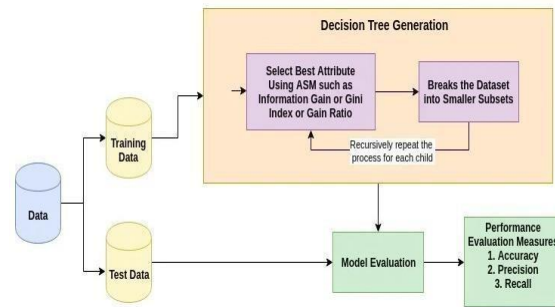 Decision Tree Generation
Select Best Attribute
Using ASM such as
Information Gain or Gini
Index or Gain Ratio
Breaks the Dataset
into Smaller Subsets
Recursively repeat the
process for each child
Training
Data
Data
Test Data
Model Evaluation
Performance
Evaluation Measures
1. Accuracy
2. Precision
3. Recall